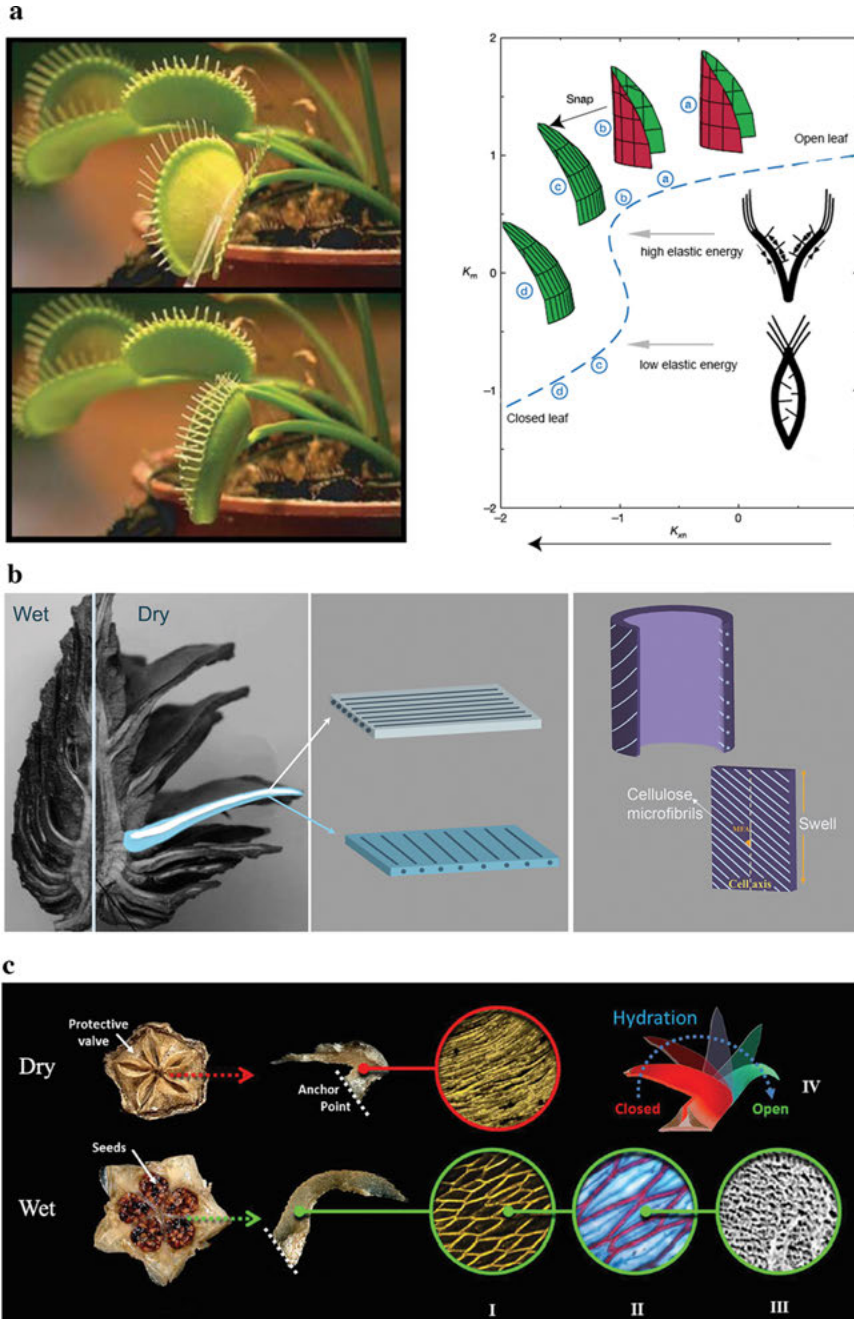 a
2
1
0
−1
−2
K_m
Snap
a
b
c
d
Open leaf
a
b
high elastic energy
low elastic energy
c
d
Closed leaf
−2
−1
0
K_xn
b
Wet
Dry
Cellulose
microfibrils
MFA
Swell
Cell axis
c
Protective
valve
Dry
Anchor
Point
Hydration
Closed
Open
IV
Seeds
Wet
I
II
III